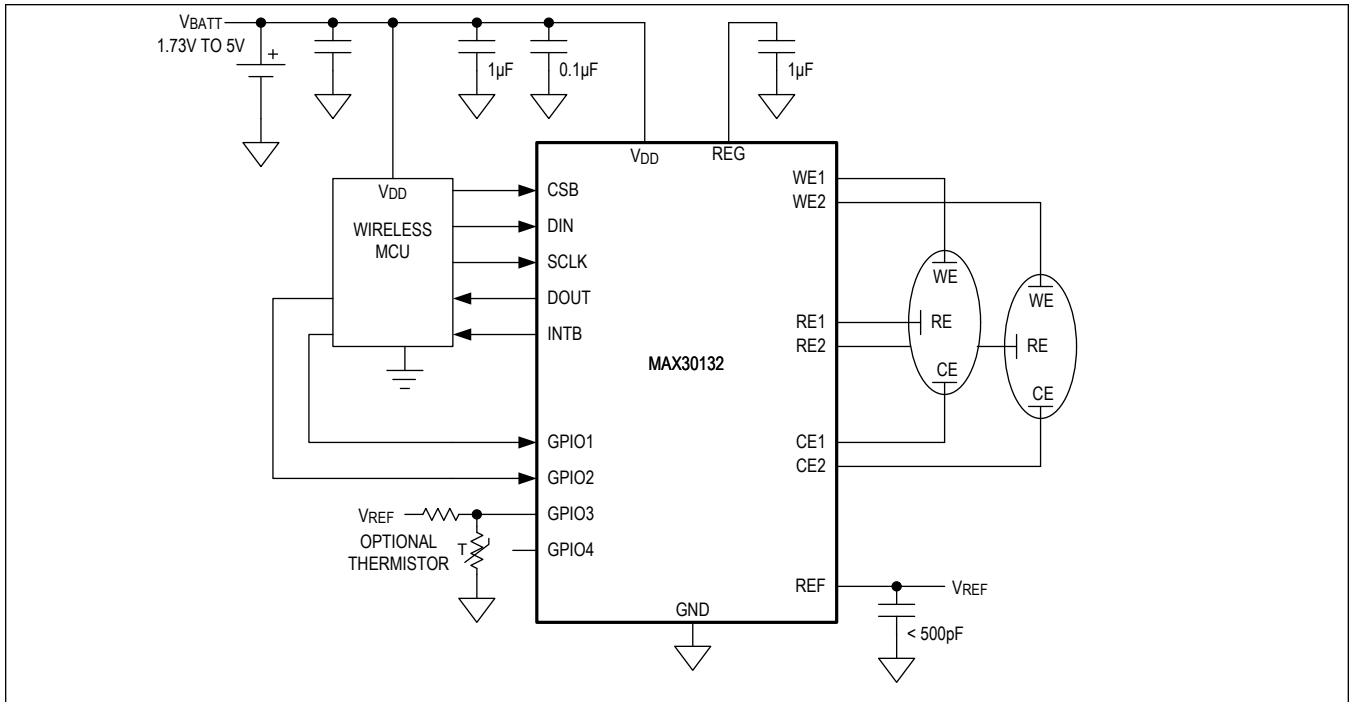 VBATT
1.73V TO 5V
+
1µF
0.1µF
1µF
VDD
REG
VDD
WIRELESS
MCU
CSB
DIN
SCLK
DOUT
INTB
GPIO1
GPIO2
GPIO3
GPIO4
VREF
OPTIONAL
THERMISTOR
T
MAX30132
GND
WE1
WE2
RE1
RE2
CE1
CE2
REF
WE
RE
CE
WE
RE
CE
VREF
< 500pF